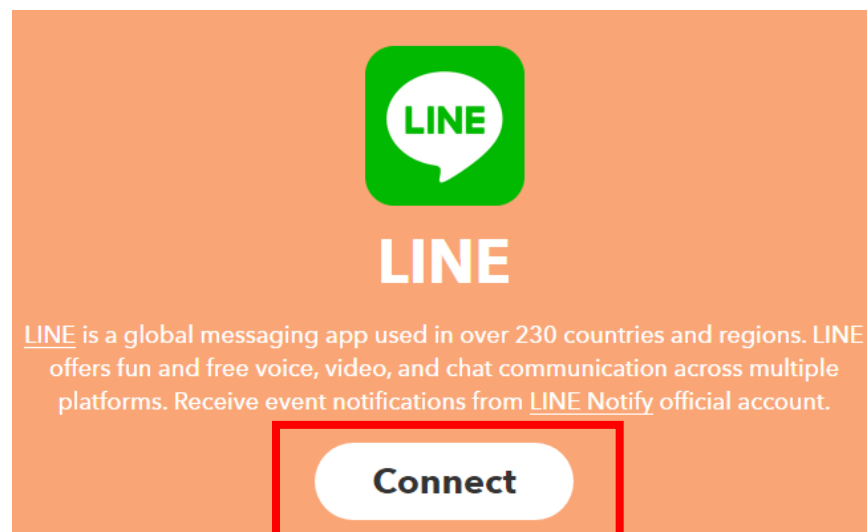 LINE
LINE
LINE is a global messaging app used in over 230 countries and regions. LINE
offers fun and free voice, video, and chat communication across multiple
platforms. Receive event notifications from LINE Notify official account.
Connect